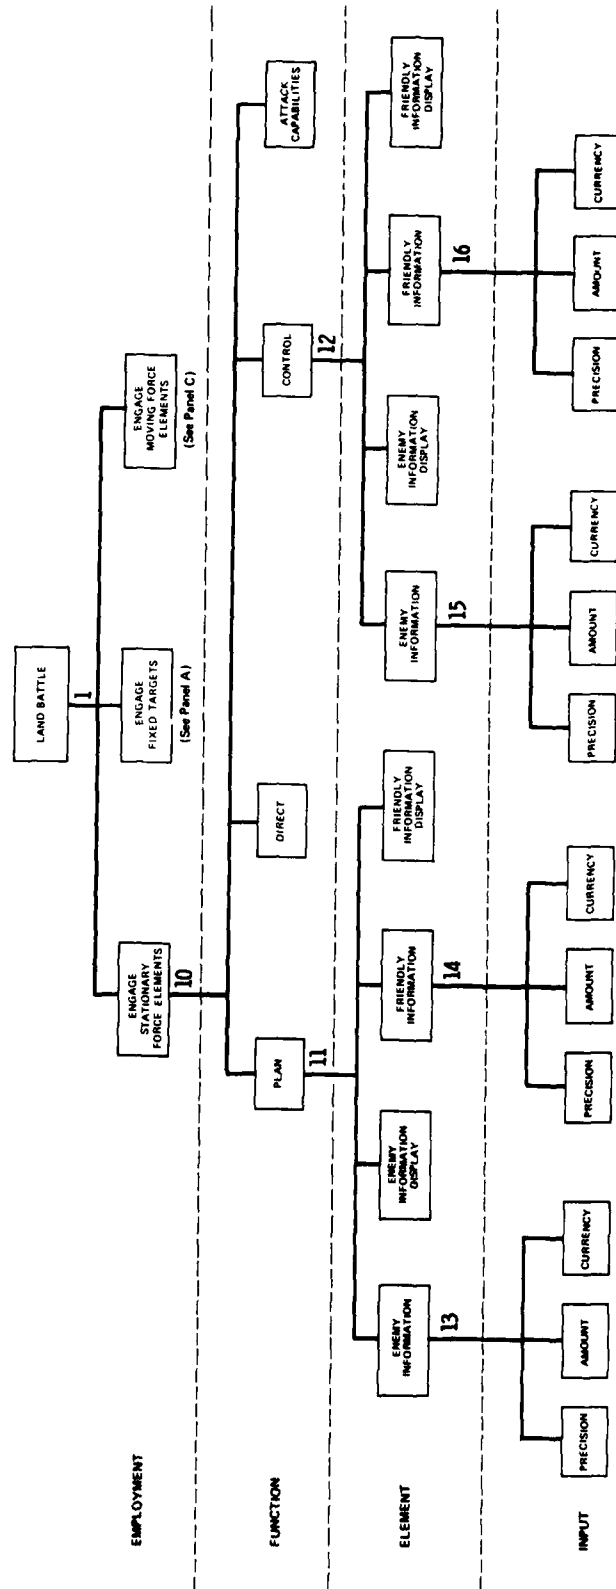 LAND BATTLE
1
EMPLOYMENT
ENGAGE
STATIONARY
FORCE ELEMENTS
ENGAGE
FIXED TARGETS
ENGAGE
MOVING FORCE
ELEMENTS
(See Panel A)
(See Panel C)
10
FUNCTION
PLAN
DIRECT
CONTROL
ATTACK
CAPABILITIES
11
12
ELEMENT
ENEMY
INFORMATION
ENEMY
INFORMATION
DISPLAY
FRIENDLY
INFORMATION
FRIENDLY
INFORMATION
DISPLAY
ENEMY
INFORMATION
ENEMY
INFORMATION
DISPLAY
FRIENDLY
INFORMATION
FRIENDLY
INFORMATION
DISPLAY
13
14
15
16
INPUT
PRECISION
AMOUNT
CURRENCY
PRECISION
AMOUNT
CURRENCY
PRECISION
AMOUNT
CURRENCY
PRECISION
AMOUNT
CURRENCY